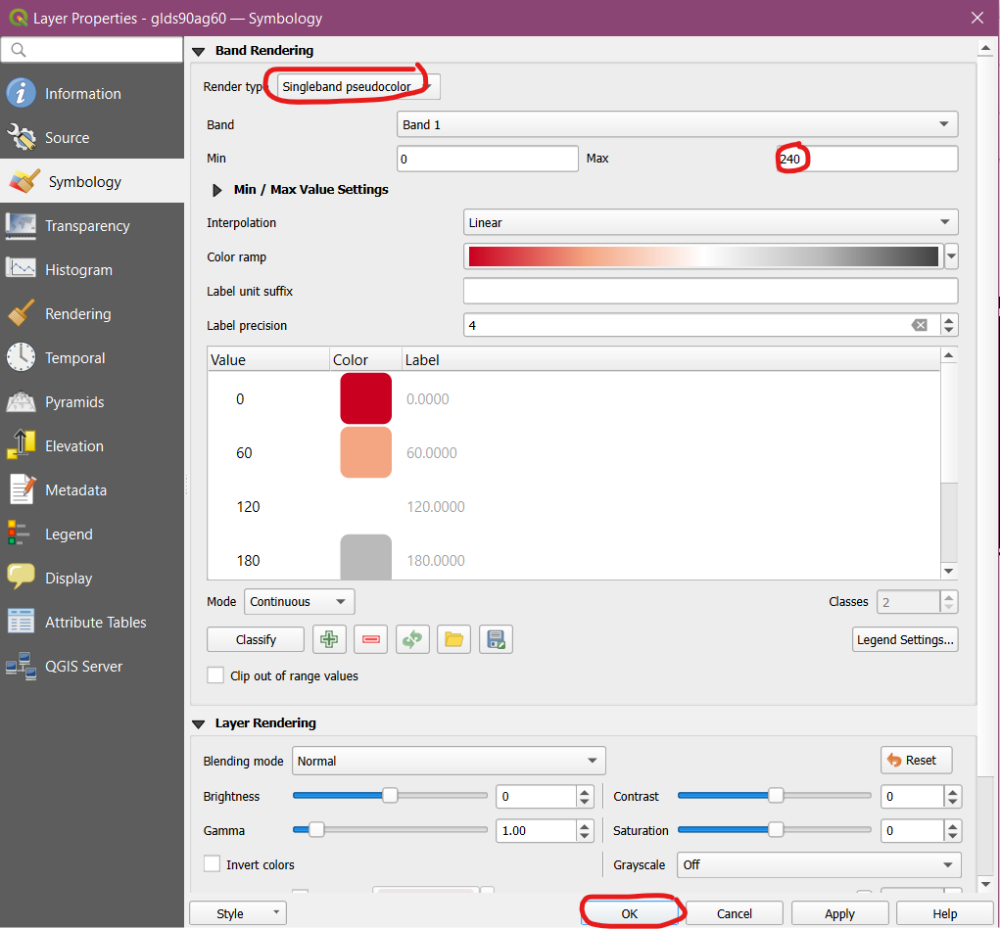 Layer Properties - glds90ag60 — Symbology
Information
Source
Symbology
Transparency
Histogram
Rendering
Temporal
Pyramids
Elevation
Metadata
Legend
Display
Attribute Tables
QGIS Server
Band Rendering
Render type Singleband pseudocolor
Band Band 1
Min 0 Max 240
Min / Max Value Settings
Interpolation Linear
Color ramp
Label unit suffix
Label precision 4
Value Color Label
0 0.0000
60 60.0000
120 120.0000
180 180.0000
Mode Continuous Classes 2
Classify Legend Settings...
Clip out of range values
Layer Rendering
Blending mode Normal Reset
Brightness 0 Contrast 0
Gamma 1.00 Saturation 0
Invert colors Grayscale Off
Style OK Cancel Apply Help